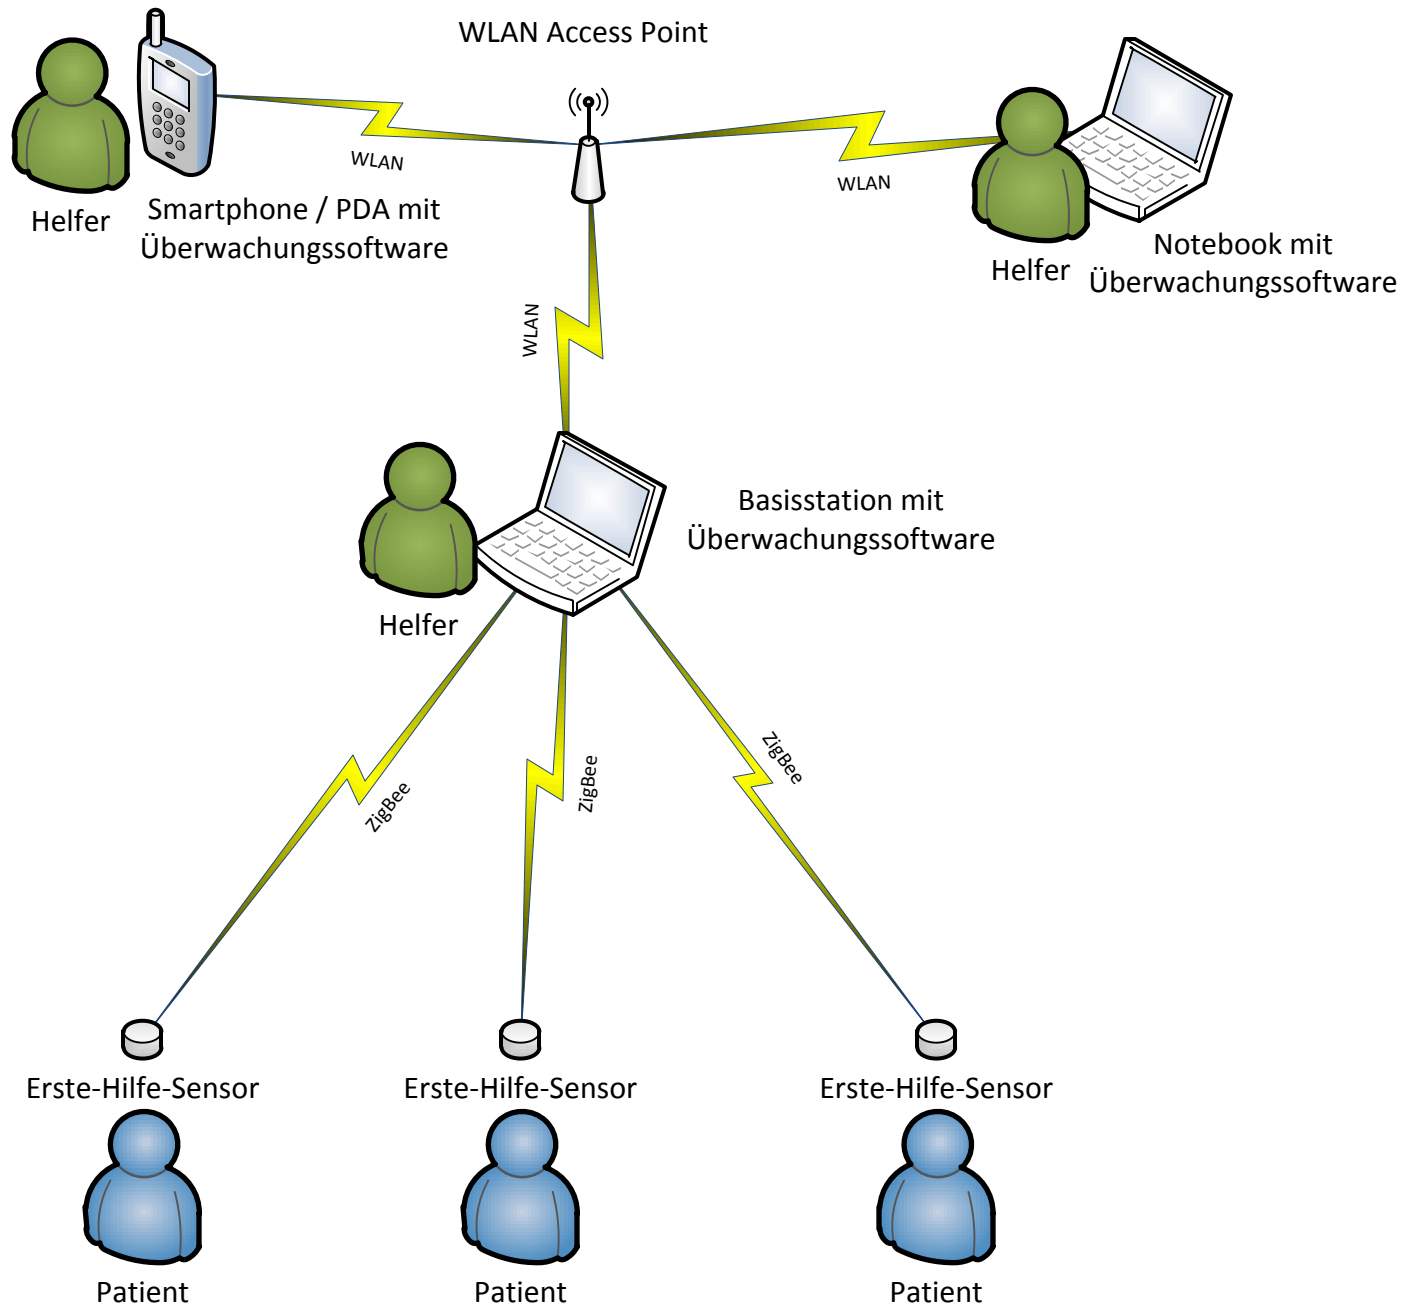 WLAN Access Point
WLAN
WLAN
Helfer
Smartphone / PDA mit
Überwachungssoftware
Helfer
Notebook mit
Überwachungssoftware
WLAN
Basisstation mit
Überwachungssoftware
Helfer
ZigBee
ZigBee
ZigBee
Erste-Hilfe-Sensor
Erste-Hilfe-Sensor
Erste-Hilfe-Sensor
Patient
Patient
Patient